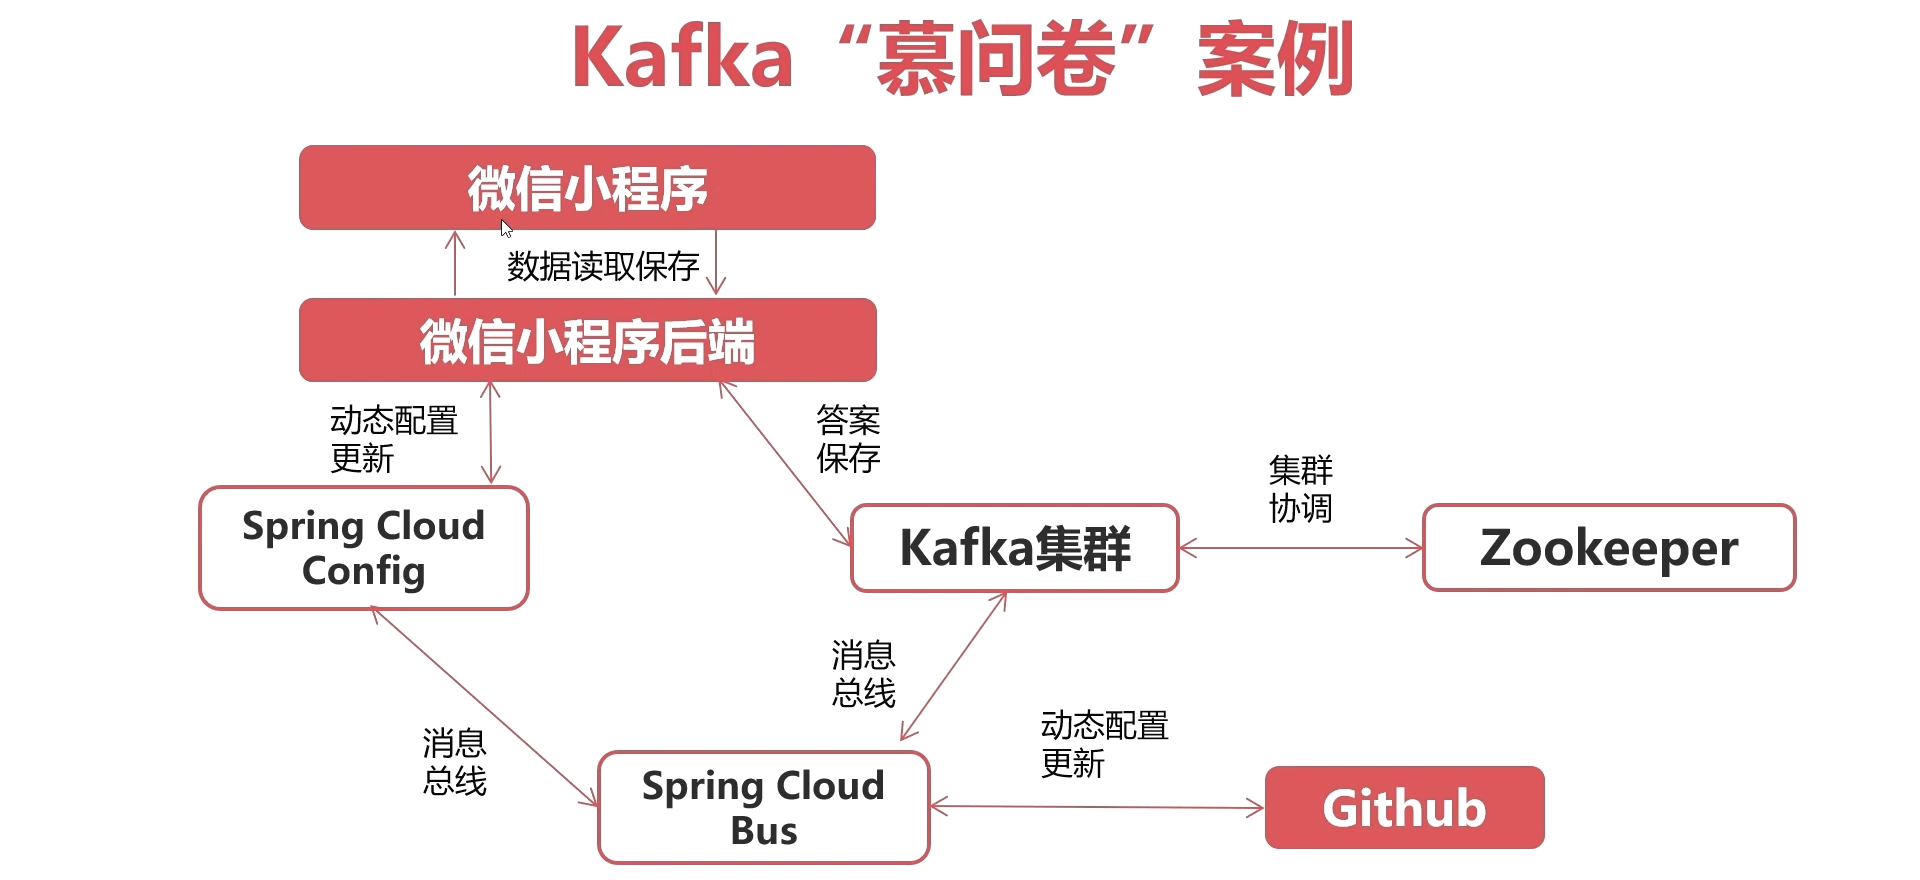 Kafka “慕问卷” 案例
微信小程序
数据读取保存
微信小程序后端
动态配置
更新
答案
保存
Spring Cloud
Config
Kafka集群
集群
协调
Zookeeper
消息
总线
消息
总线
Spring Cloud
Bus
动态配置
更新
Github